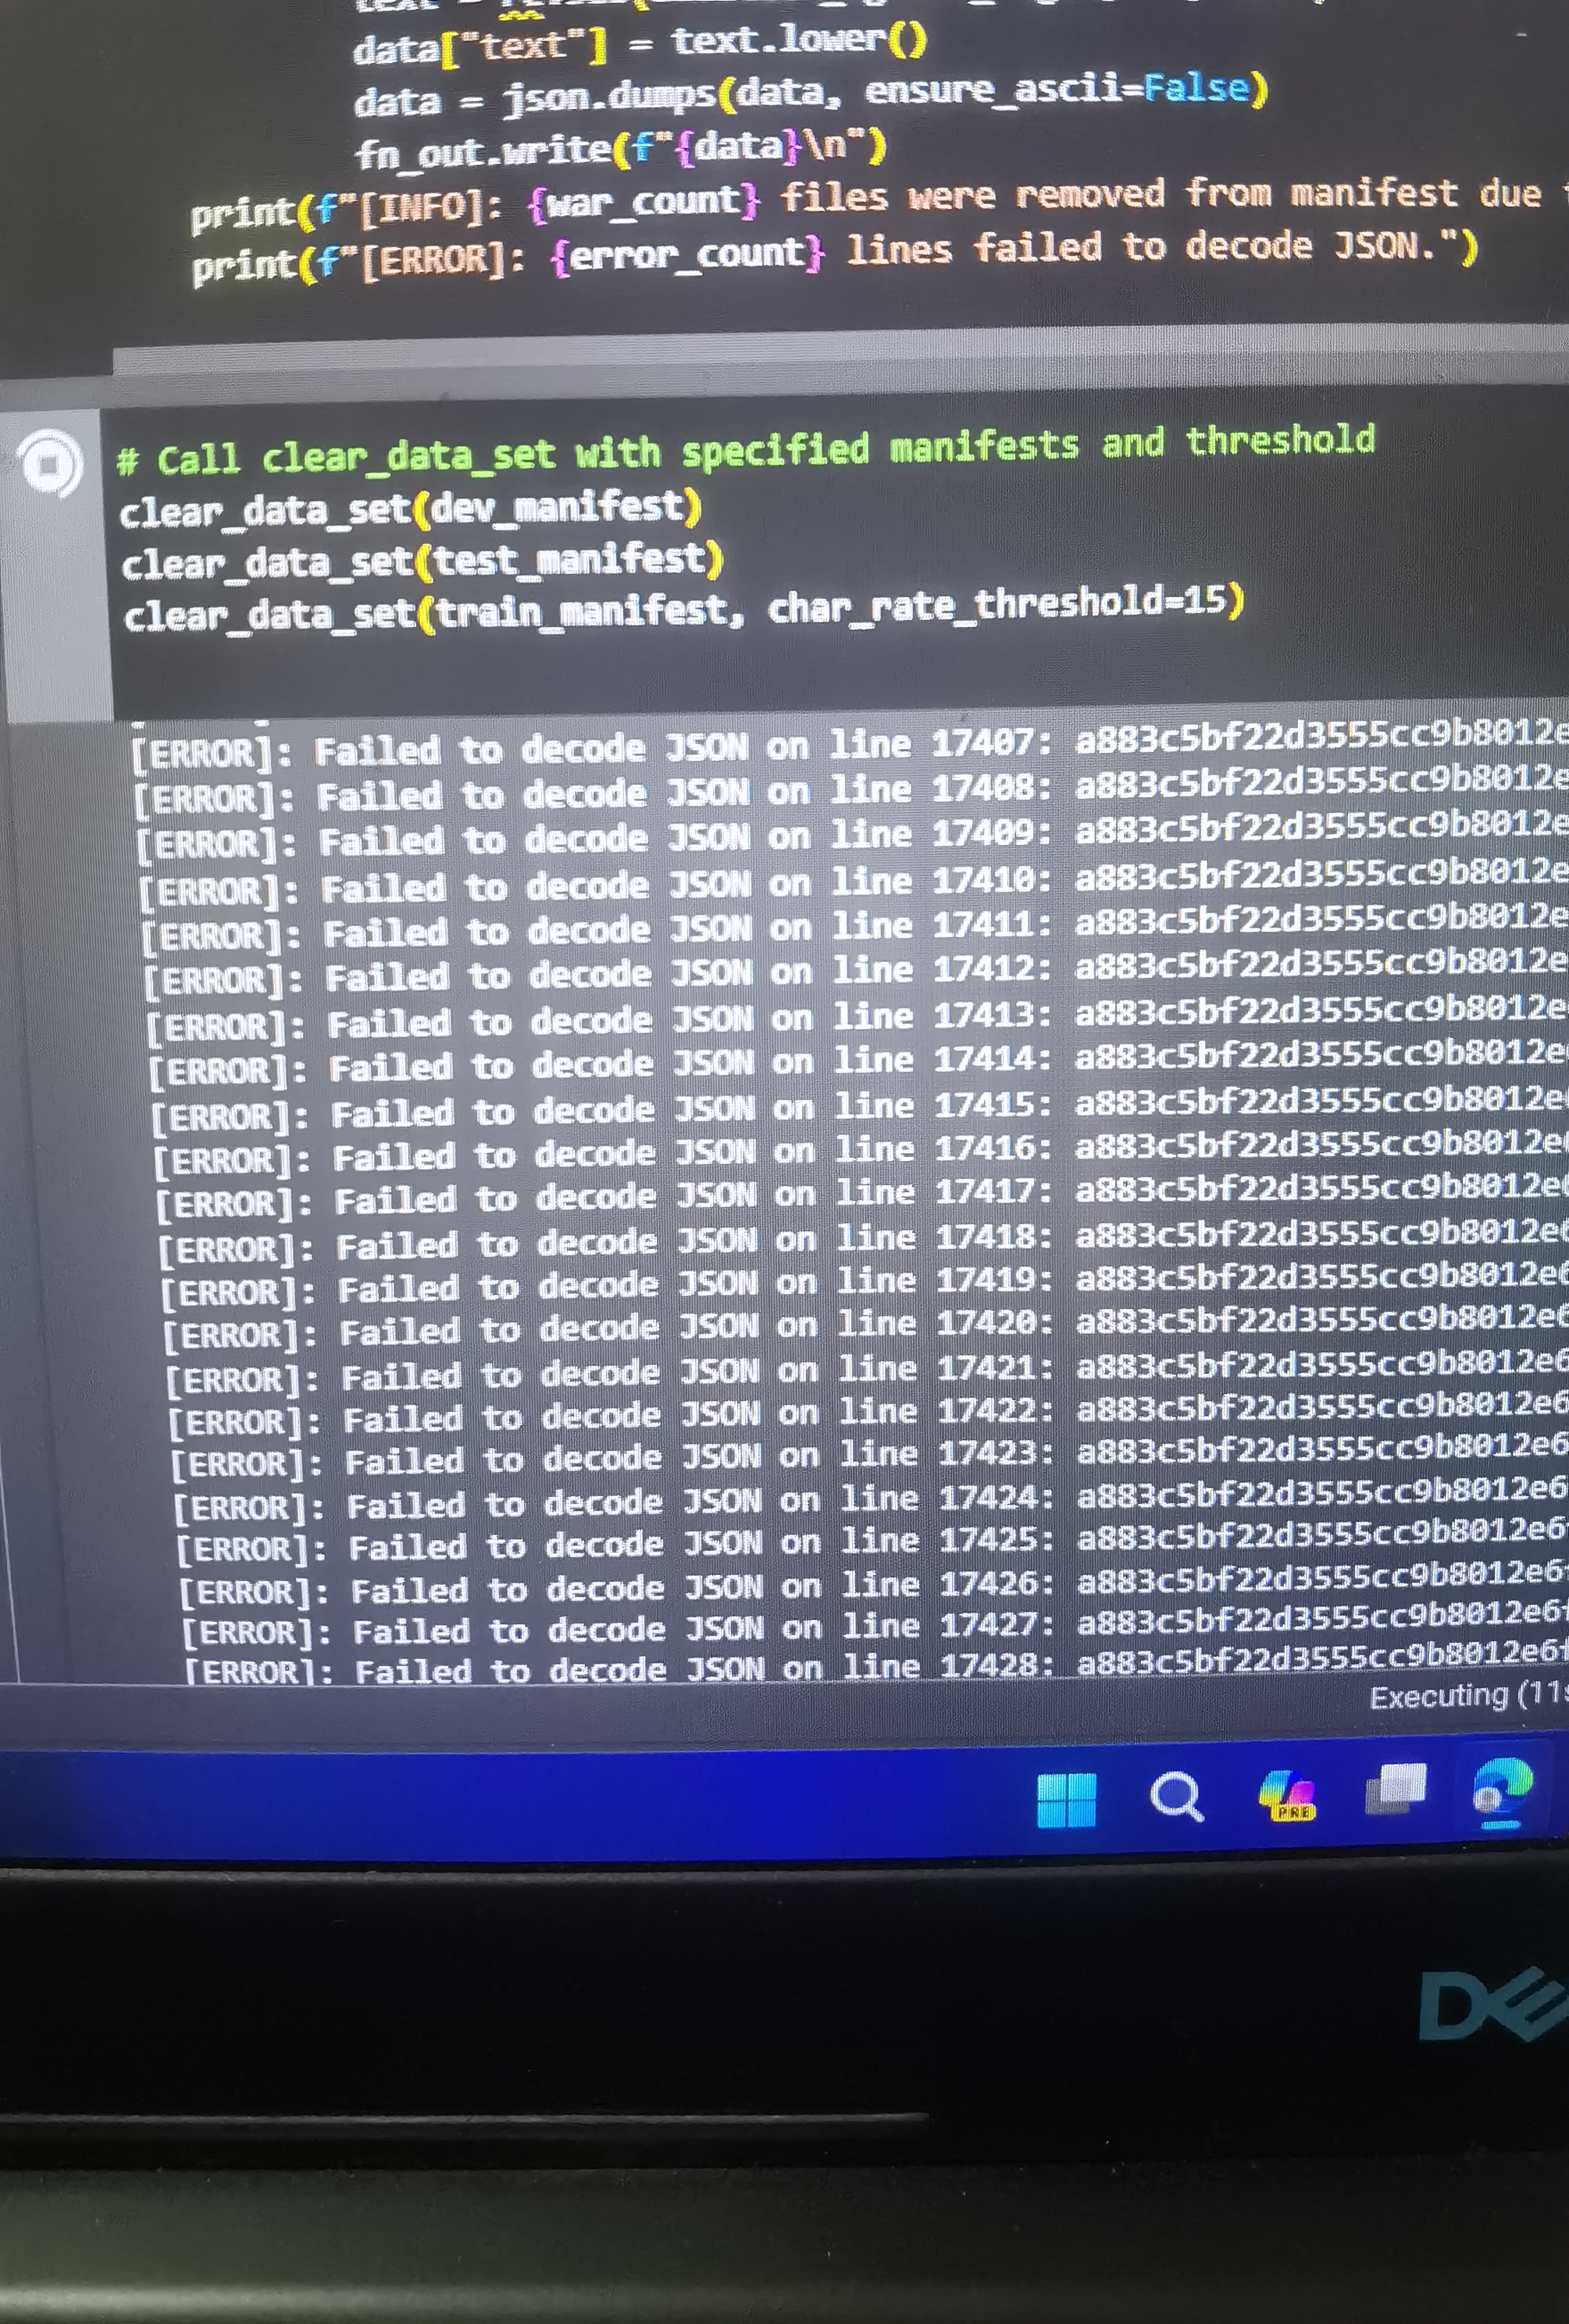 data["text"] = text.lower()
data = json.dumps(data, ensure_ascii=False)
fn_out.write(f"{data}\n")
print(f"[INFO]: {war_count} files were removed from manifest due
print(f"[ERROR]: {error_count} lines failed to decode JSON.")
# Call clear_data_set with specified manifests and threshold
clear_data_set(dev_manifest)
clear_data_set(test_manifest)
clear_data_set(train_manifest, char_rate_threshold=15)
[ERROR]: Failed to decode JSON on line 17407: a883c5bf22d3555cc9b8012e
[ERROR]: Failed to decode JSON on line 17408: a883c5bf22d3555cc9b8012e
[ERROR]: Failed to decode JSON on line 17409: a883c5bf22d3555cc9b8012e
[ERROR]: Failed to decode JSON on line 17410: a883c5bf22d3555cc9b8012e
[ERROR]: Failed to decode JSON on line 17411: a883c5bf22d3555cc9b8012e
[ERROR]: Failed to decode JSON on line 17412: a883c5bf22d3555cc9b8012e
[ERROR]: Failed to decode JSON on line 17413: a883c5bf22d3555cc9b8012e
[ERROR]: Failed to decode JSON on line 17414: a883c5bf22d3555cc9b8012e
[ERROR]: Failed to decode JSON on line 17415: a883c5bf22d3555cc9b8012e
[ERROR]: Failed to decode JSON on line 17416: a883c5bf22d3555cc9b8012e
[ERROR]: Failed to decode JSON on line 17417: a883c5bf22d3555cc9b8012e6
[ERROR]: Failed to decode JSON on line 17418: a883c5bf22d3555cc9b8012e6
[ERROR]: Failed to decode JSON on line 17419: a883c5bf22d3555cc9b8012e6
[ERROR]: Failed to decode JSON on line 17420: a883c5bf22d3555cc9b8012e6
[ERROR]: Failed to decode JSON on line 17421: a883c5bf22d3555cc9b8012e6
[ERROR]: Failed to decode JSON on line 17422: a883c5bf22d3555cc9b8012e6
[ERROR]: Failed to decode JSON on line 17423: a883c5bf22d3555cc9b8012e6
[ERROR]: Failed to decode JSON on line 17424: a883c5bf22d3555cc9b8012e6
[ERROR]: Failed to decode JSON on line 17425: a883c5bf22d3555cc9b8012e6
[ERROR]: Failed to decode JSON on line 17426: a883c5bf22d3555cc9b8012e6
[ERROR]: Failed to decode JSON on line 17427: a883c5bf22d3555cc9b8012e6
[ERROR]: Failed to decode JSON on line 17428: a883c5bf22d3555cc9b8012e6
Executing (11s
PRE
DE